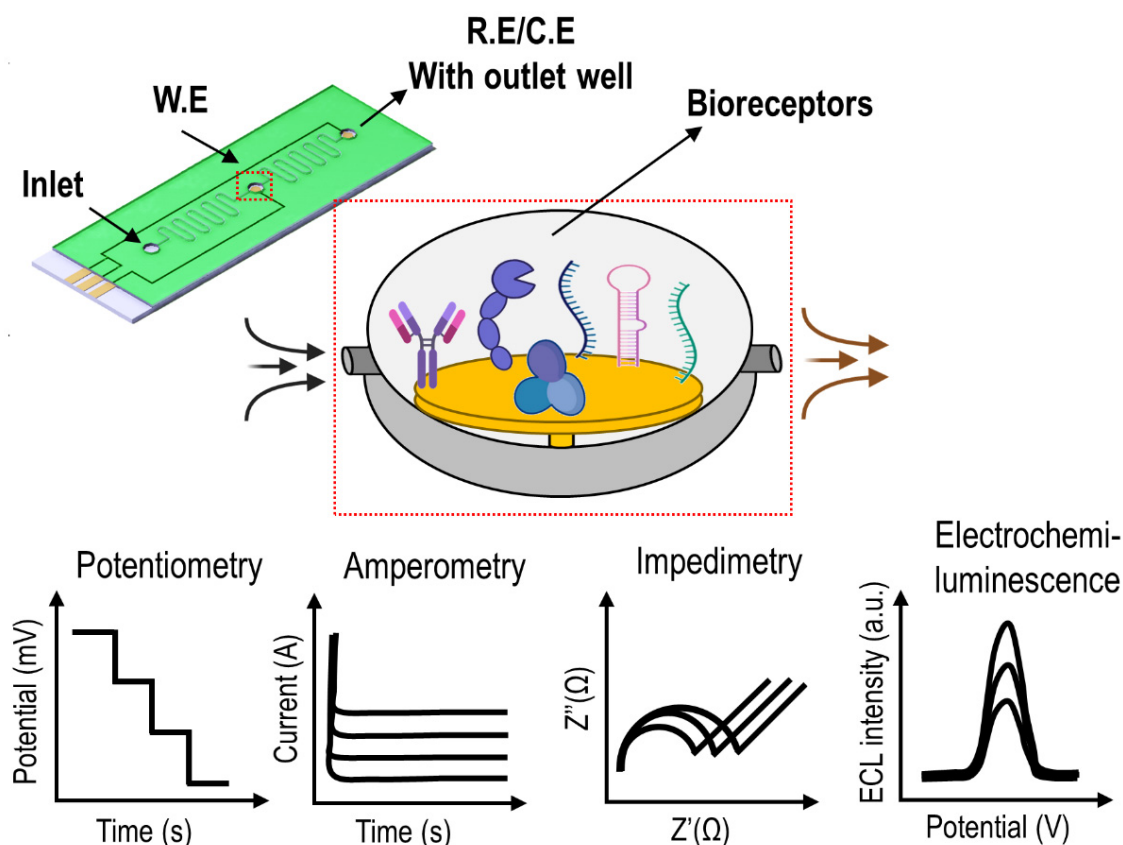 R.E/C.E
With outlet well
W.E
Bioreceptors
Inlet
Potentiometry
Potential (mV)
Time (s)
Amperometry
Current (A)
Time (s)
Impedimetry
Z”(Ω)
Z’(Ω)
Electrochemi-
luminescence
ECL intensity (a.u.)
Potential (V)